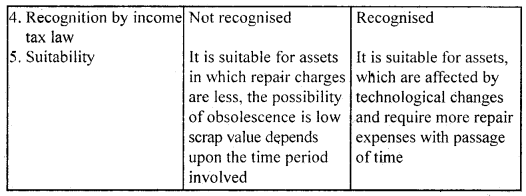 4. Recognition by income Not recognised Recognised
tax law
5. Suitability It is suitable for assets It is suitable for assets,
in which repair charges which are affected by
are less, the possibility technological changes
of obsolescence is low and require more repair
scrap value depends expenses with passage
upon the time period of time
involved